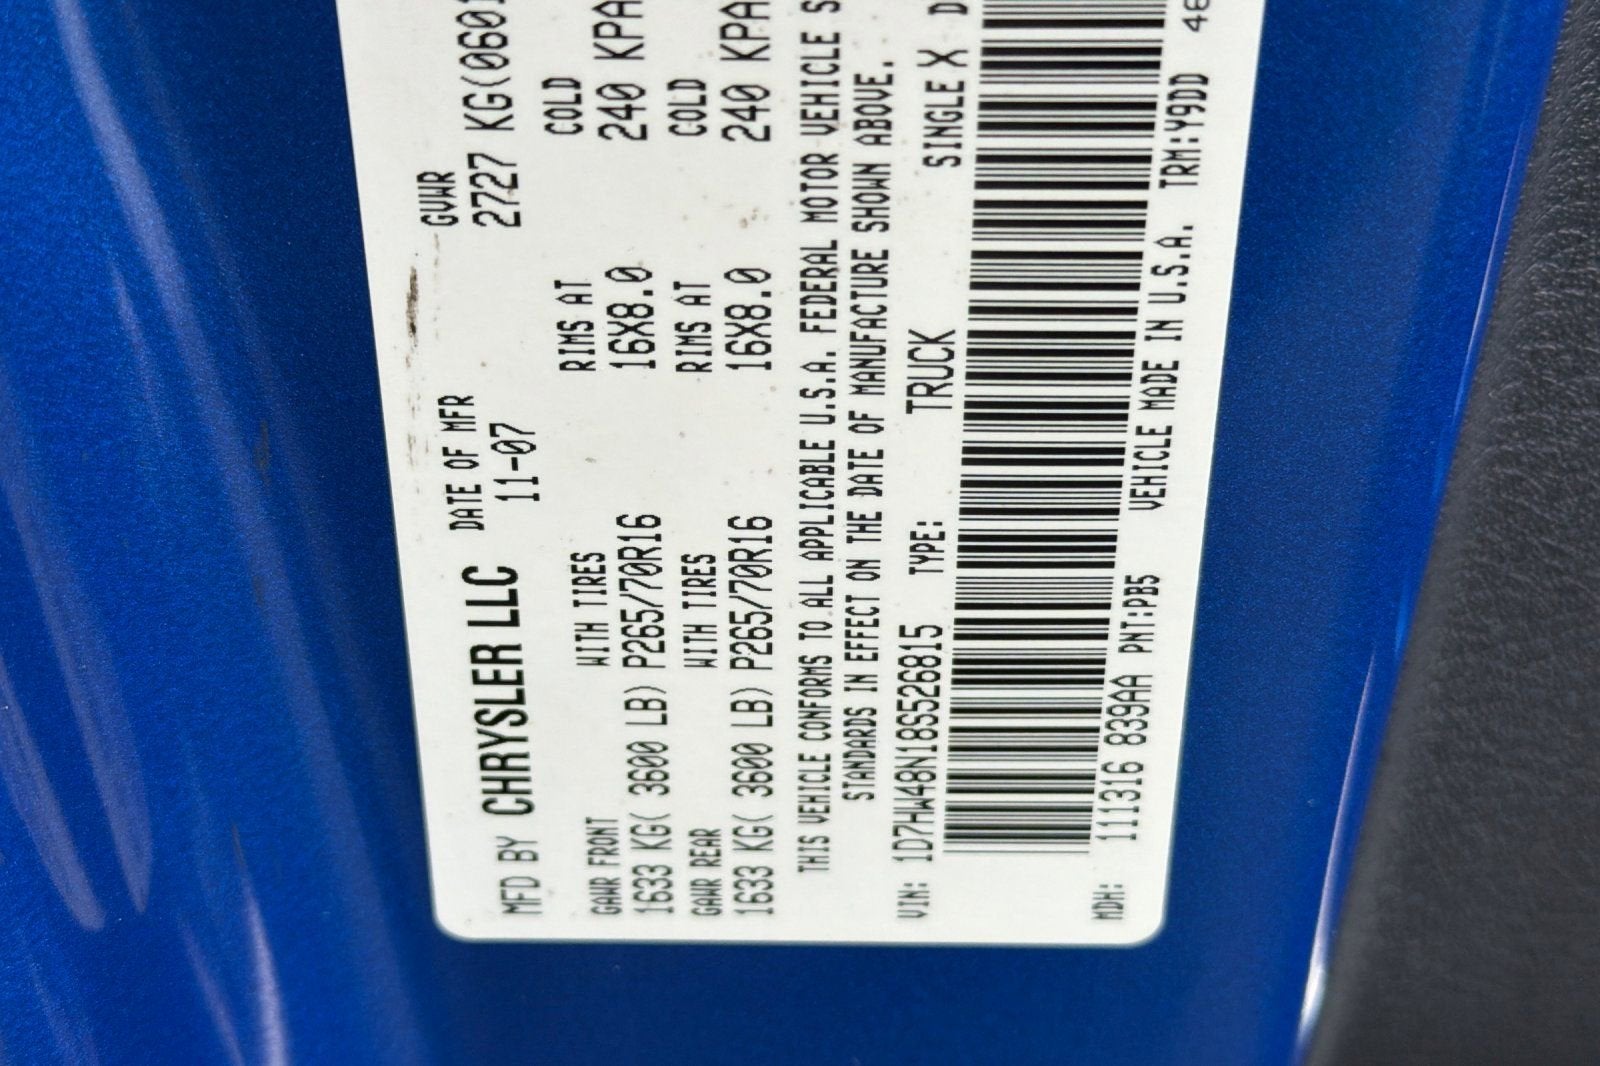 MFD BY CHRYSLER LLC DATE OF MFR GVWR
11-07 2727 KG(0601
GAWR FRONT WITH TIRES RIMS AT COLD
1633 KG( 3600 LB) P265/70R16 16X8.0 240 KPA
GAWR REAR WITH TIRES RIMS AT COLD
1633 KG( 3600 LB) P265/70R16 16X8.0 240 KPA
THIS VEHICLE CONFORMS TO ALL APPLICABLE U.S.A. FEDERAL MOTOR VEHICLE S
STANDARDS IN EFFECT ON THE DATE OF MANUFACTURE SHOWN ABOVE.
VIN: 1D7HW48N18S526815 TYPE: TRUCK SINGLE X D
MDH: 111316 839AA PNT:PB5 VEHICLE MADE IN U.S.A. TRM:Y9DD 46